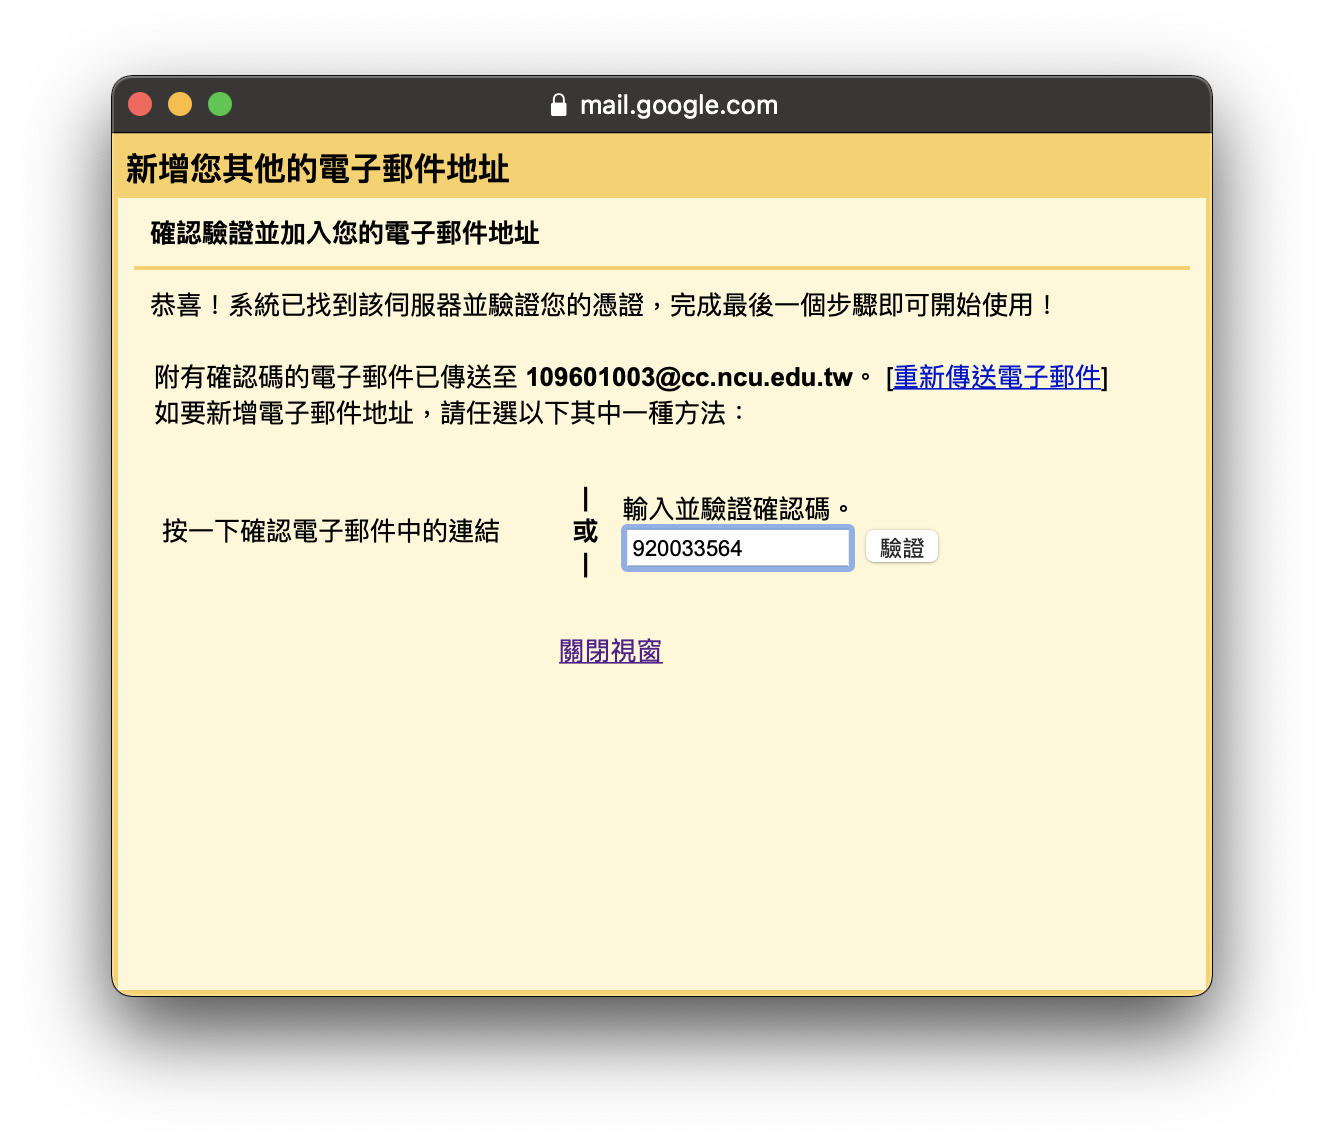 mail.google.com
新增您其他的電子郵件地址
確認驗證並加入您的電子郵件地址
恭喜！系統已找到該伺服器並驗證您的憑證，完成最後一個步驟即可開始使用！
附有確認碼的電子郵件已傳送至 109601003@cc.ncu.edu.tw。 [重新傳送電子郵件]
如要新增電子郵件地址，請任選以下其中一種方法：
按一下確認電子郵件中的連結
|
或
|
輸入並驗證確認碼。
920033564 驗證
關閉視窗